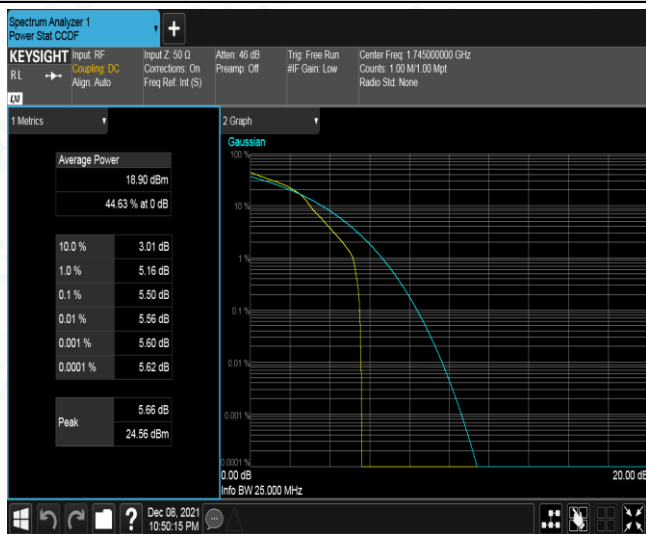 Spectrum Analyzer 1
Power Stat CCDF
+
KEYSIGHT
RL
Input: RF
Coupling: DC
Align: Auto
Input Z: 50 Ω
Corrections: On
Freq Ref: Int (S)
Atten: 46 dB
Preamp: Off
Trig: Free Run
#IF Gain: Low
Center Freq: 1.745000000 GHz
Counts: 1.00 M/1.00 Mpt
Radio Std: None
LXI
1 Metrics
Average Power
18.90 dBm
44.63 % at 0 dB
10.0 % 3.01 dB
1.0 % 5.16 dB
0.1 % 5.50 dB
0.01 % 5.56 dB
0.001 % 5.60 dB
0.0001 % 5.62 dB
Peak
5.66 dB
24.56 dBm
2 Graph
Gaussian
100 %
10 %
1 %
0.1 %
0.01 %
0.001 %
0.0001 %
0.00 dB 20.00 dB
Info BW 25.000 MHz
?
Dec 08, 2021
10:50:15 PM